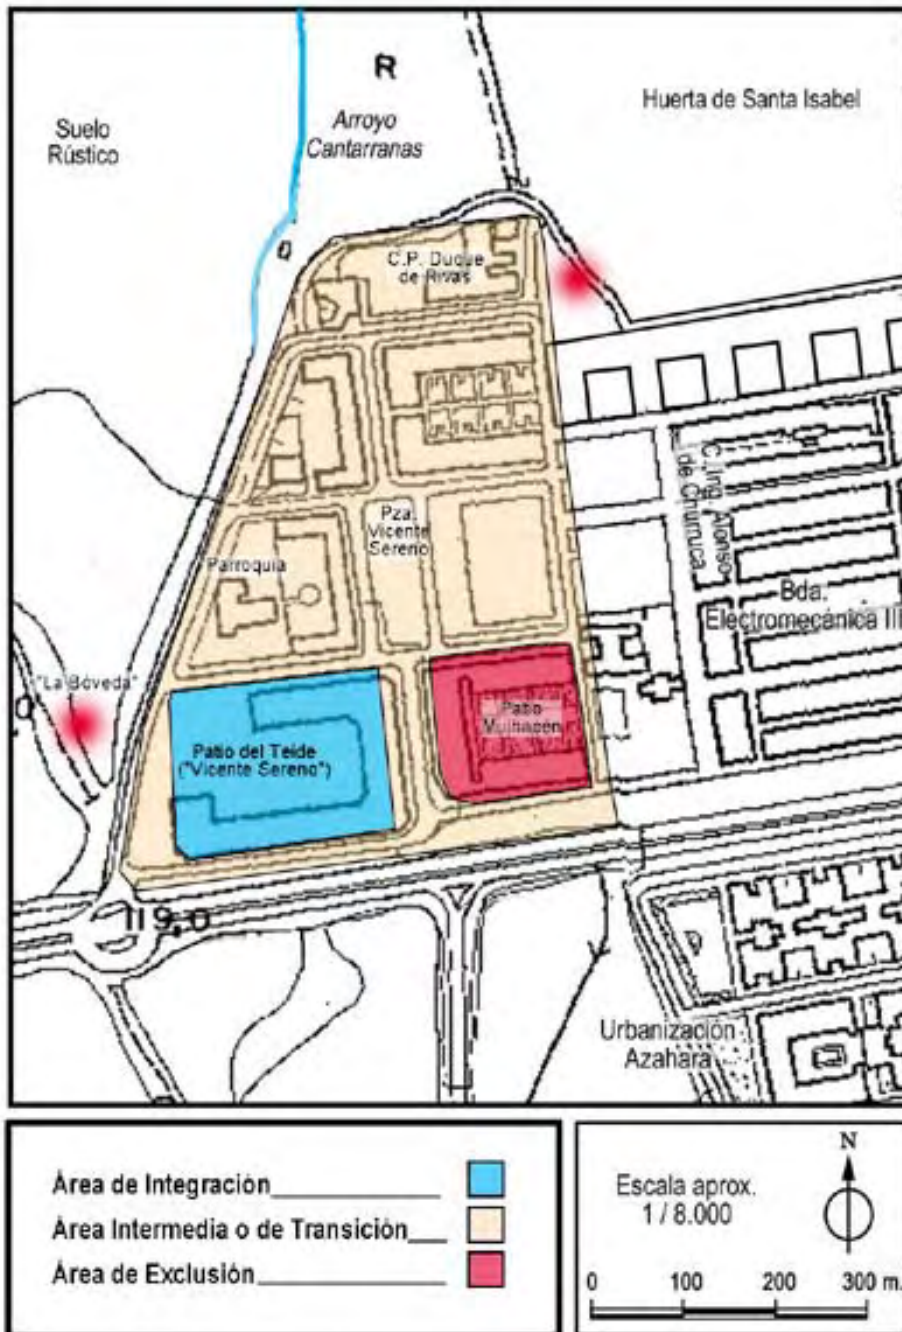 R
Huerta de Santa Isabel
Suelo
Rústico
Arroyo
Cantarranas
C.P. Duque
de Rivas
C. Ing. Alonso
de Churruca
Pza.
Vicente
Sereno
Parroquia
Bda.
Electromecánica III
"La Bóveda"
Patio
Mulhacén
Patio del Teide
("Vicente Sereno")
119,0
Urbanización
Azahara
Área de Integración
Área Intermedia o de Transición
Área de Exclusión
Escala aprox.
1 / 8.000
N
0 100 200 300 m.